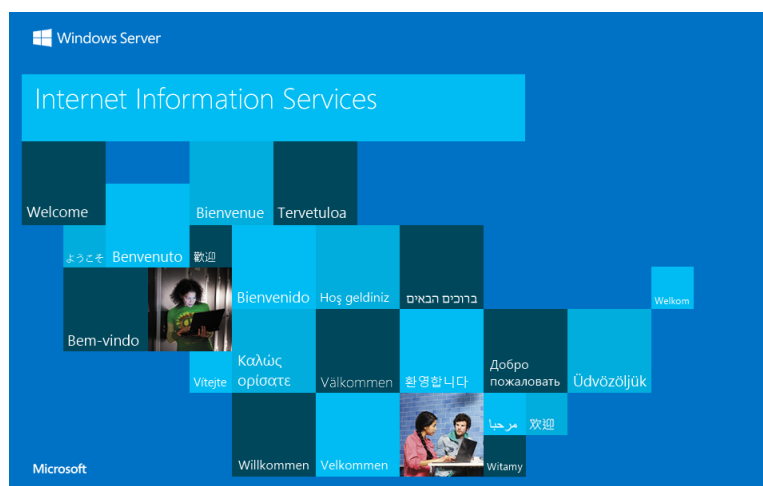 Windows Server
Internet Information Services
Welcome
Bienvenue
Tervetuloa
ようこそ
Benvenuto
歡迎
Bienvenido
Hoş geldiniz
ברוכים הבאים
Welkom
Bem-vindo
Vítejte
Καλώς
ορίσατε
Välkommen
환영합니다
Добро
пожаловать
Üdvözöljük
مرحبا
欢迎
Willkommen
Velkommen
Witamy
Microsoft